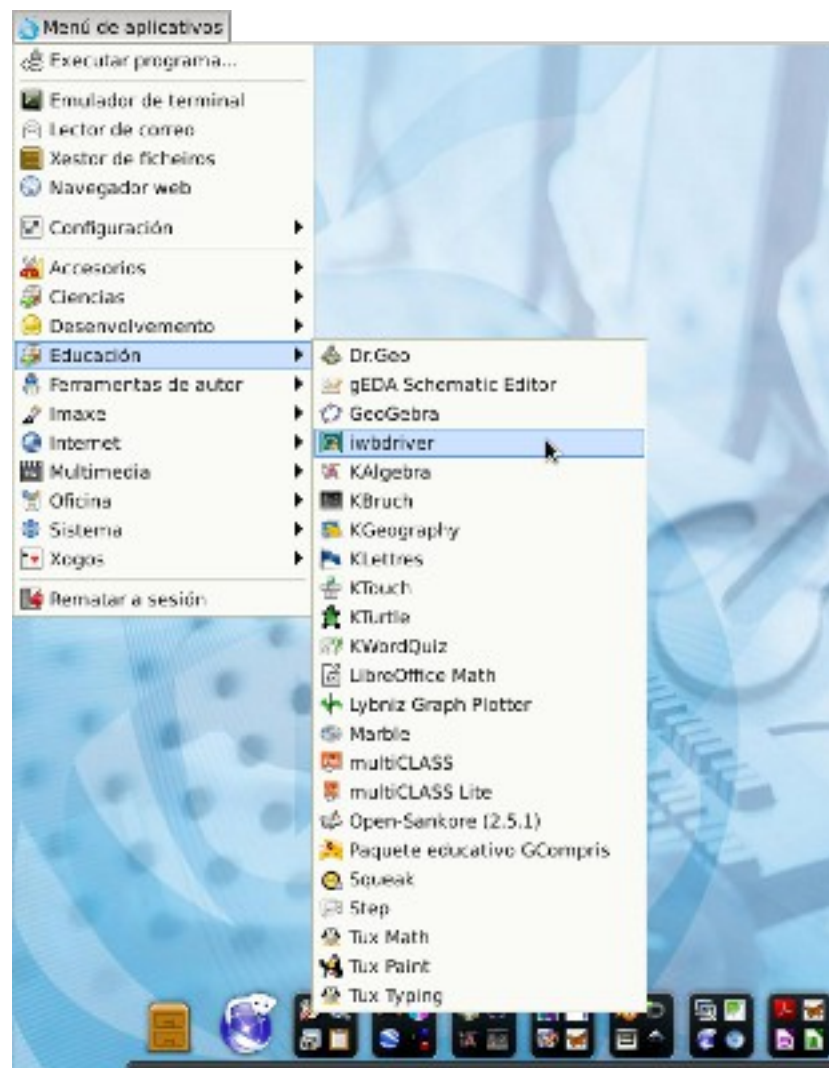 Menú de aplicativos
Executar programa...
Emulador de terminal
Lector de correo
Xestor de ficheiros
Navegador web
Configuración
Accesorios
Ciencias
Desenvolvemento
Educación
Ferramentas de autor
Imaxe
Internet
Multimedia
Oficina
Sistema
Xogos
Rematar a sesión
Dr.Geo
gEDA Schematic Editor
GeoGebra
iwbdriver
KAlgebra
KBruch
KGeography
KLettres
KTouch
KTurtle
KWordQuiz
LibreOffice Math
Lybniz Graph Plotter
Marble
multiCLASS
multiCLASS Lite
Open-Sankore (2.5.1)
Paquete educativo GCompris
Squeak
Step
Tux Math
Tux Paint
Tux Typing